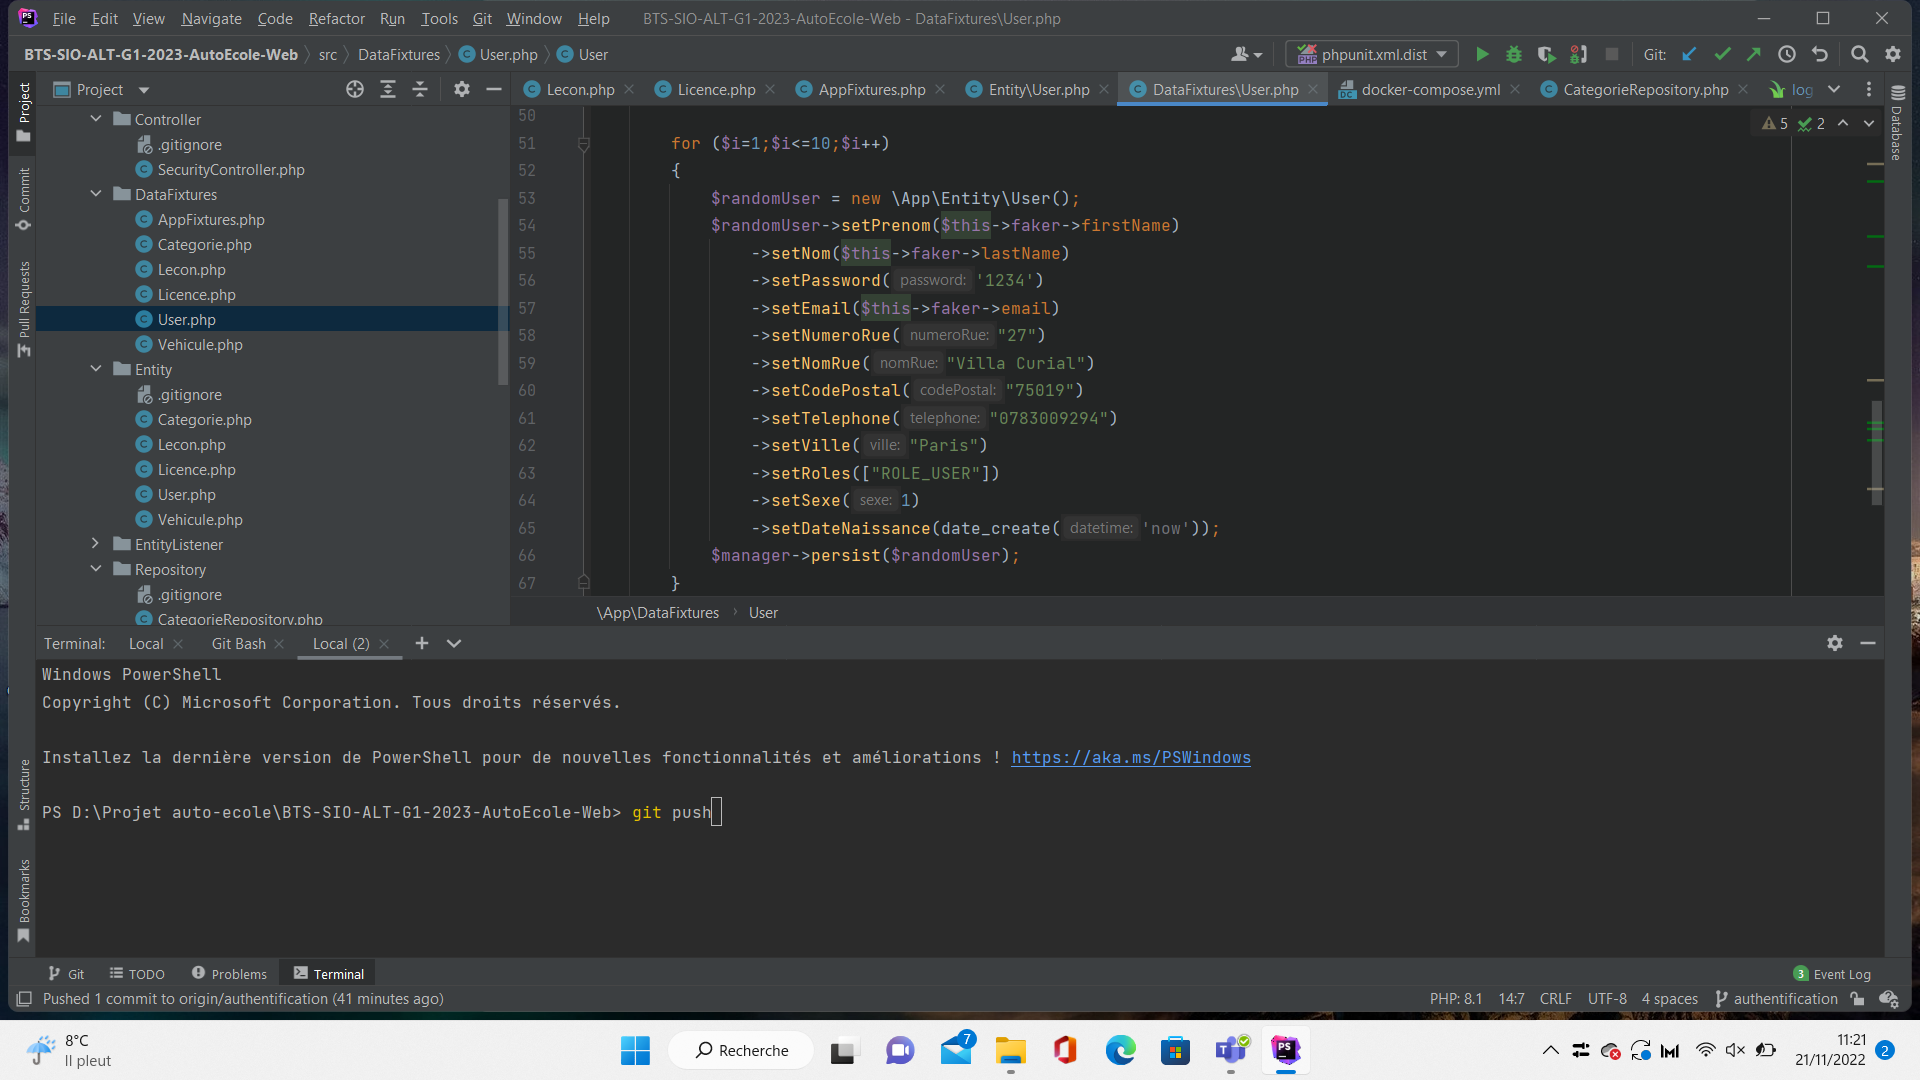 PS File Edit View Navigate Code Refactor Run Tools Git Window Help BTS-SIO-ALT-G1-2023-AutoEcole-Web - DataFixtures\User.php
BTS-SIO-ALT-G1-2023-AutoEcole-Web src DataFixtures User.php User phpunit.xml.dist Git:
Project Lecon.php Licence.php AppFixtures.php Entity\User.php DataFixtures\User.php docker-compose.yml CategorieRepository.php log
Project
Commit
Pull Requests
Structure
Bookmarks
Database
Controller
.gitignore
SecurityController.php
DataFixtures
AppFixtures.php
Categorie.php
Lecon.php
Licence.php
User.php
Vehicule.php
Entity
.gitignore
Categorie.php
Lecon.php
Licence.php
User.php
Vehicule.php
EntityListener
Repository
.gitignore
CategorieRepository.php
5 2
50
51 for ($i=1;$i<=10;$i++)
52 {
53 $randomUser = new \App\Entity\User();
54 $randomUser->setPrenom($this->faker->firstName)
55 ->setNom($this->faker->lastName)
56 ->setPassword( password: '1234')
57 ->setEmail($this->faker->email)
58 ->setNumeroRue( numeroRue: "27")
59 ->setNomRue( nomRue: "Villa Curial")
60 ->setCodePostal( codePostal: "75019")
61 ->setTelephone( telephone: "0783009294")
62 ->setVille( ville: "Paris")
63 ->setRoles(["ROLE_USER"])
64 ->setSexe( sexe: 1)
65 ->setDateNaissance(date_create( datetime: 'now'));
66 $manager->persist($randomUser);
67 }
\App\DataFixtures User
Terminal: Local Git Bash Local (2)
Windows PowerShell
Copyright (C) Microsoft Corporation. Tous droits réservés.
Installez la dernière version de PowerShell pour de nouvelles fonctionnalités et améliorations ! https://aka.ms/PSWindows
PS D:\Projet auto-ecole\BTS-SIO-ALT-G1-2023-AutoEcole-Web> git push
Git TODO Problems Terminal 3 Event Log
Pushed 1 commit to origin/authentification (41 minutes ago) PHP: 8.1 14:7 CRLF UTF-8 4 spaces authentification
8°C
Il pleut
Recherche
7
PS
11:21
21/11/2022
2